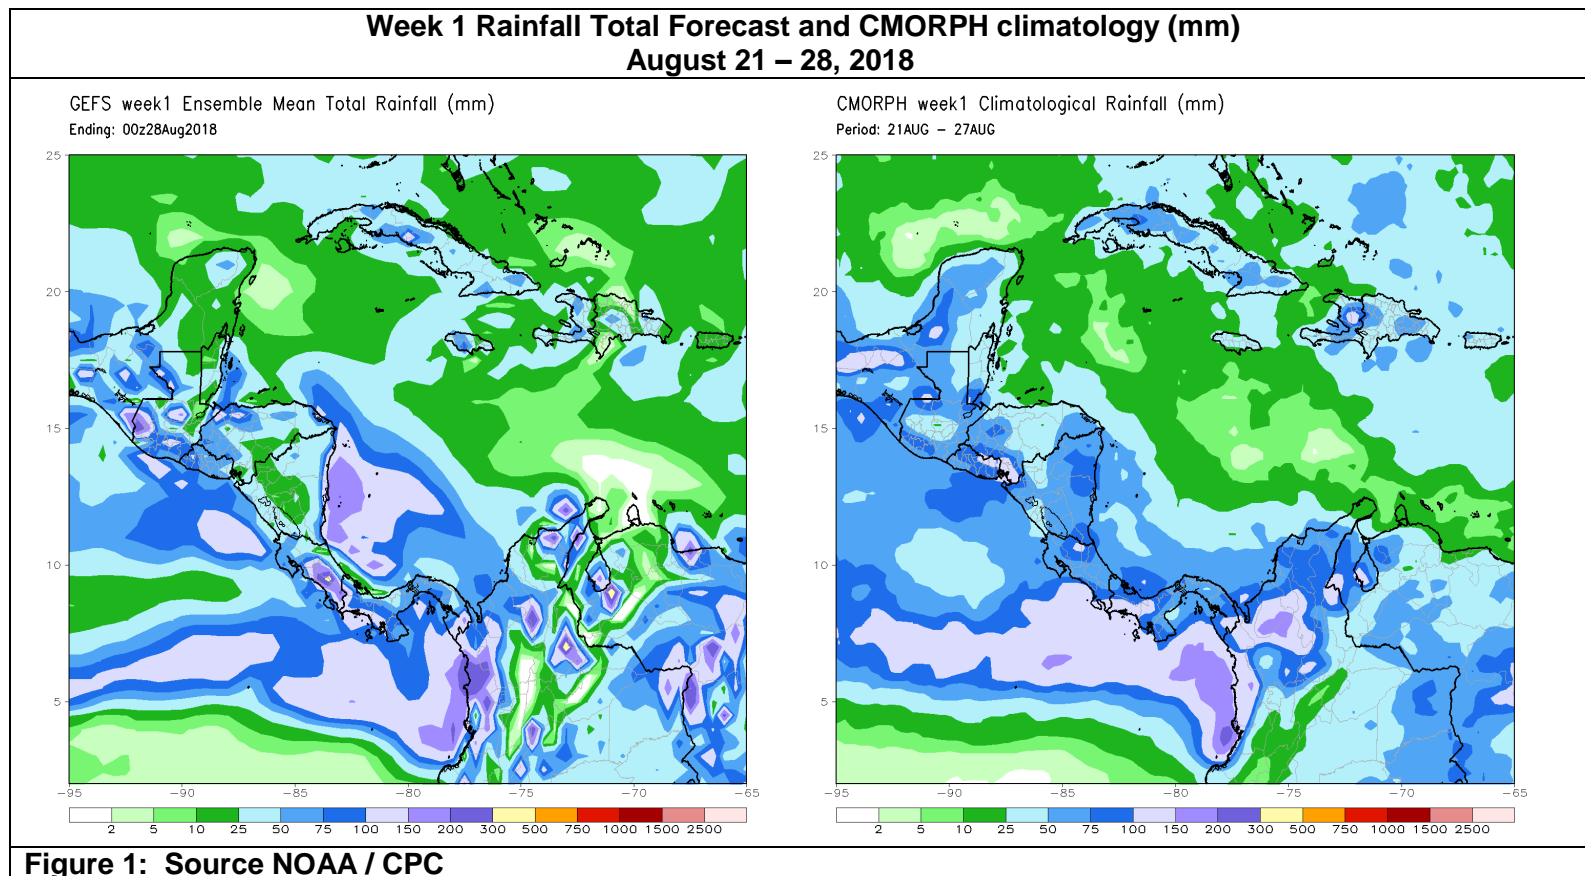 Week 1 Rainfall Total Forecast and CMORPH climatology (mm)
August 21 – 28, 2018
GEFS week1 Ensemble Mean Total Rainfall (mm)
Ending: 00z28Aug2018
25
20
15
10
5
-95 -90 -85 -80 -75 -70 -65
2 5 10 25 50 75 100 150 200 300 500 750 1000 1500 2500
CMORPH week1 Climatological Rainfall (mm)
Period: 21AUG – 27AUG
25
20
15
10
5
-95 -90 -85 -80 -75 -70 -65
2 5 10 25 50 75 100 150 200 300 500 750 1000 1500 2500
Figure 1:  Source NOAA / CPC